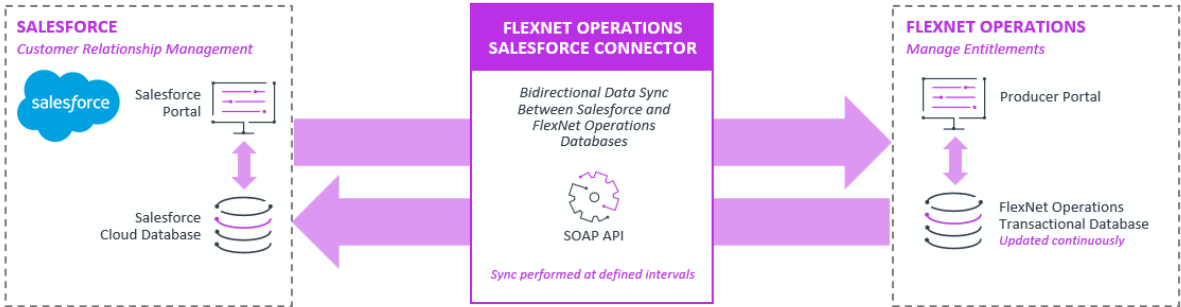 SALESFORCE
Customer Relationship Management
salesforce
Salesforce
Portal
Salesforce
Cloud Database
FLEXNET OPERATIONS
SALESFORCE CONNECTOR
Bidirectional Data Sync
Between Salesforce and
FlexNet Operations
Databases
SOAP API
Sync performed at defined intervals
FLEXNET OPERATIONS
Manage Entitlements
Producer Portal
FlexNet Operations
Transactional Database
Updated continuously